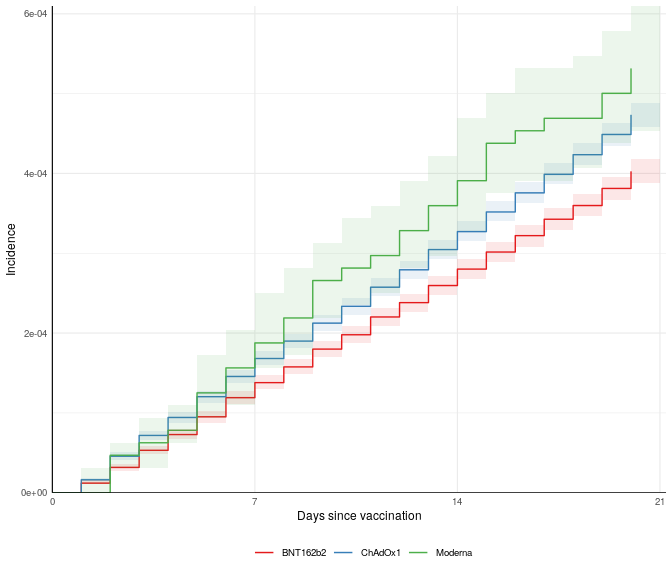 6e-04
4e-04
2e-04
0e+00
Incidence
0 7 14 21
Days since vaccination
BNT162b2 ChAdOx1 Moderna